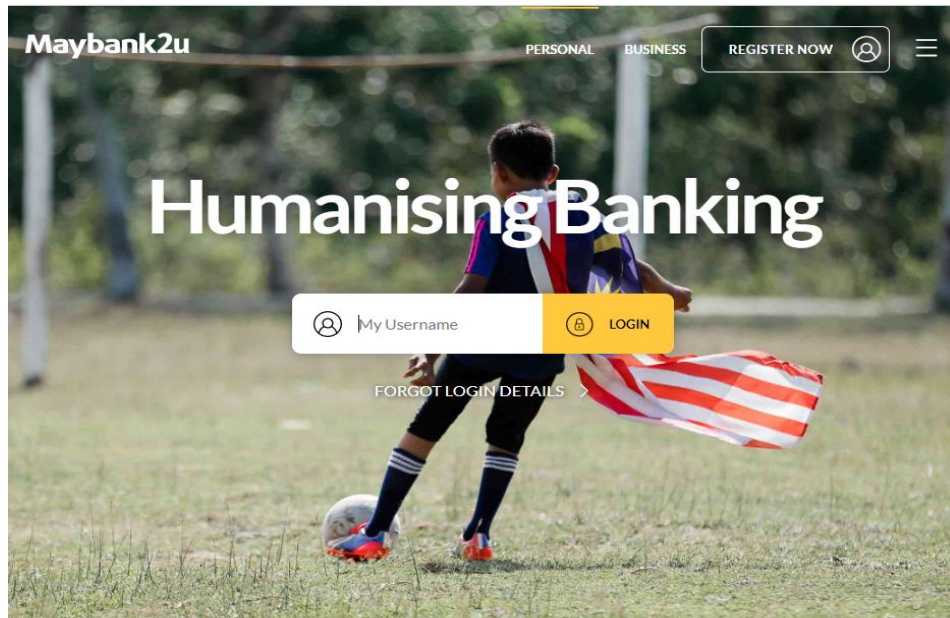 Maybank2u
PERSONAL BUSINESS REGISTER NOW
Humanising Banking
My Username LOGIN
FORGOT LOGIN DETAILS